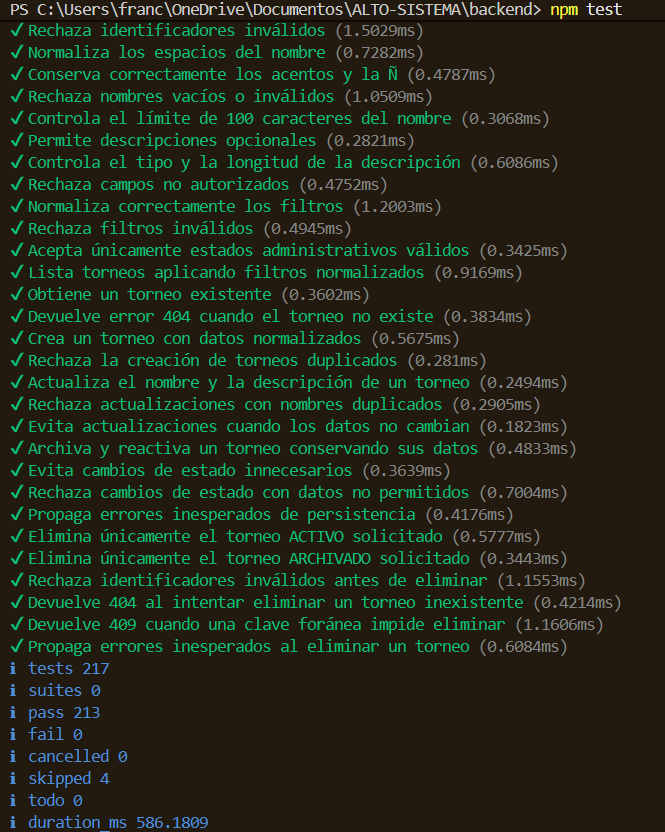 PS C:\Users\franc\OneDrive\Documentos\ALTO-SISTEMA\backend> npm test
✓ Rechaza identificadores inválidos (1.5029ms)
✓ Normaliza los espacios del nombre (0.7282ms)
✓ Conserva correctamente los acentos y la Ñ (0.4787ms)
✓ Rechaza nombres vacíos o inválidos (1.0509ms)
✓ Controla el límite de 100 caracteres del nombre (0.3068ms)
✓ Permite descripciones opcionales (0.2821ms)
✓ Controla el tipo y la longitud de la descripción (0.6086ms)
✓ Rechaza campos no autorizados (0.4752ms)
✓ Normaliza correctamente los filtros (1.2003ms)
✓ Rechaza filtros inválidos (0.4945ms)
✓ Acepta únicamente estados administrativos válidos (0.3425ms)
✓ Lista torneos aplicando filtros normalizados (0.9169ms)
✓ Obtiene un torneo existente (0.3602ms)
✓ Devuelve error 404 cuando el torneo no existe (0.3834ms)
✓ Crea un torneo con datos normalizados (0.5675ms)
✓ Rechaza la creación de torneos duplicados (0.281ms)
✓ Actualiza el nombre y la descripción de un torneo (0.2494ms)
✓ Rechaza actualizaciones con nombres duplicados (0.2905ms)
✓ Evita actualizaciones cuando los datos no cambian (0.1823ms)
✓ Archiva y reactiva un torneo conservando sus datos (0.4833ms)
✓ Evita cambios de estado innecesarios (0.3639ms)
✓ Rechaza cambios de estado con datos no permitidos (0.7004ms)
✓ Propaga errores inesperados de persistencia (0.4176ms)
✓ Elimina únicamente el torneo ACTIVO solicitado (0.5777ms)
✓ Elimina únicamente el torneo ARCHIVADO solicitado (0.3443ms)
✓ Rechaza identificadores inválidos antes de eliminar (1.1553ms)
✓ Devuelve 404 al intentar eliminar un torneo inexistente (0.4214ms)
✓ Devuelve 409 cuando una clave foránea impide eliminar (1.1606ms)
✓ Propaga errores inesperados al eliminar un torneo (0.6084ms)
ℹ tests 217
ℹ suites 0
ℹ pass 213
ℹ fail 0
ℹ cancelled 0
ℹ skipped 4
ℹ todo 0
ℹ duration_ms 586.1809